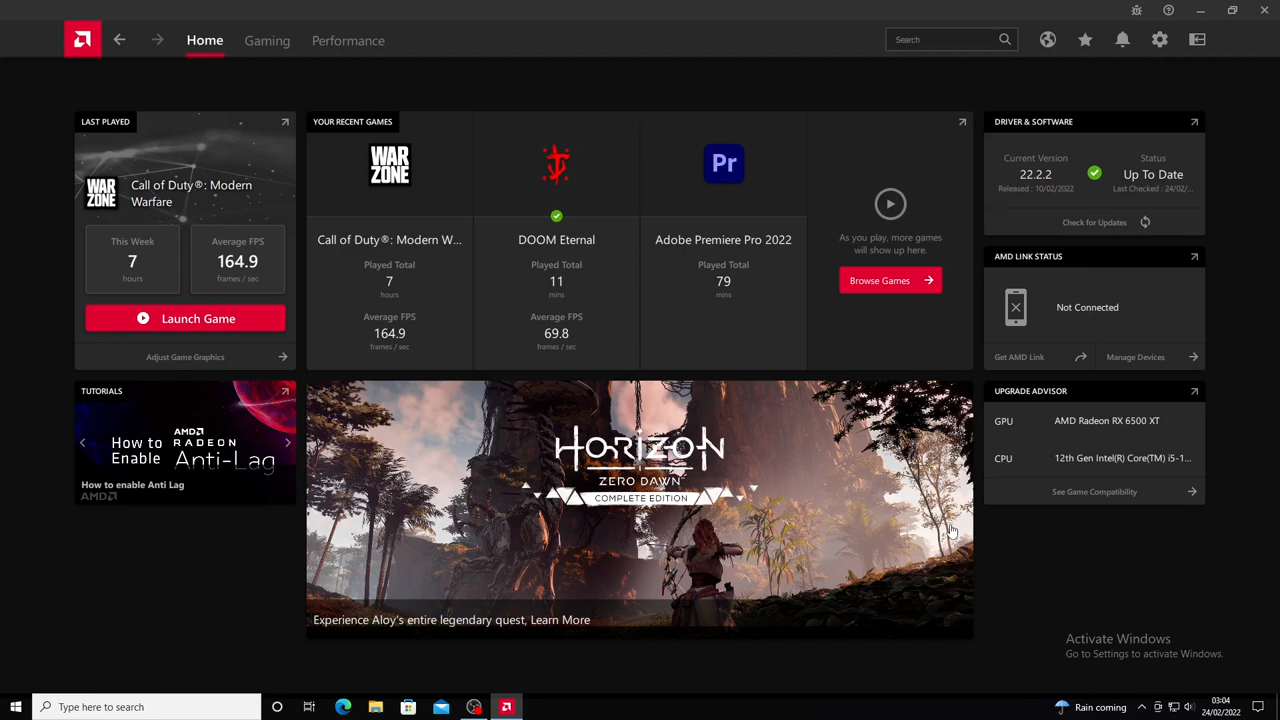 Home
Gaming
Performance
Search
LAST PLAYED
WAR
ZONE
Call of Duty®: Modern
Warfare
This Week
7
hours
Average FPS
164.9
frames / sec
Launch Game
Adjust Game Graphics
YOUR RECENT GAMES
WAR
ZONE
Call of Duty®: Modern W...
Played Total
7
hours
Average FPS
164.9
frames / sec
DOOM Eternal
Played Total
11
mins
Average FPS
69.8
frames / sec
Pr
Adobe Premiere Pro 2022
Played Total
79
mins
As you play, more games
will show up here.
Browse Games
DRIVER & SOFTWARE
Current Version
22.2.2
Released : 10/02/2022
Status
Up To Date
Last Checked : 24/02/...
Check for Updates
AMD LINK STATUS
Not Connected
Get AMD Link
Manage Devices
TUTORIALS
How to
Enable
AMD
RADEON
Anti-Lag
How to enable Anti Lag
AMD
HORIZON
ZERO DAWN™
COMPLETE EDITION
Experience Aloy's entire legendary quest, Learn More
UPGRADE ADVISOR
GPU
AMD Radeon RX 6500 XT
CPU
12th Gen Intel(R) Core(TM) i5-1...
See Game Compatibility
Activate Windows
Go to Settings to activate Windows.
Type here to search
Rain coming
03:04
24/02/2022